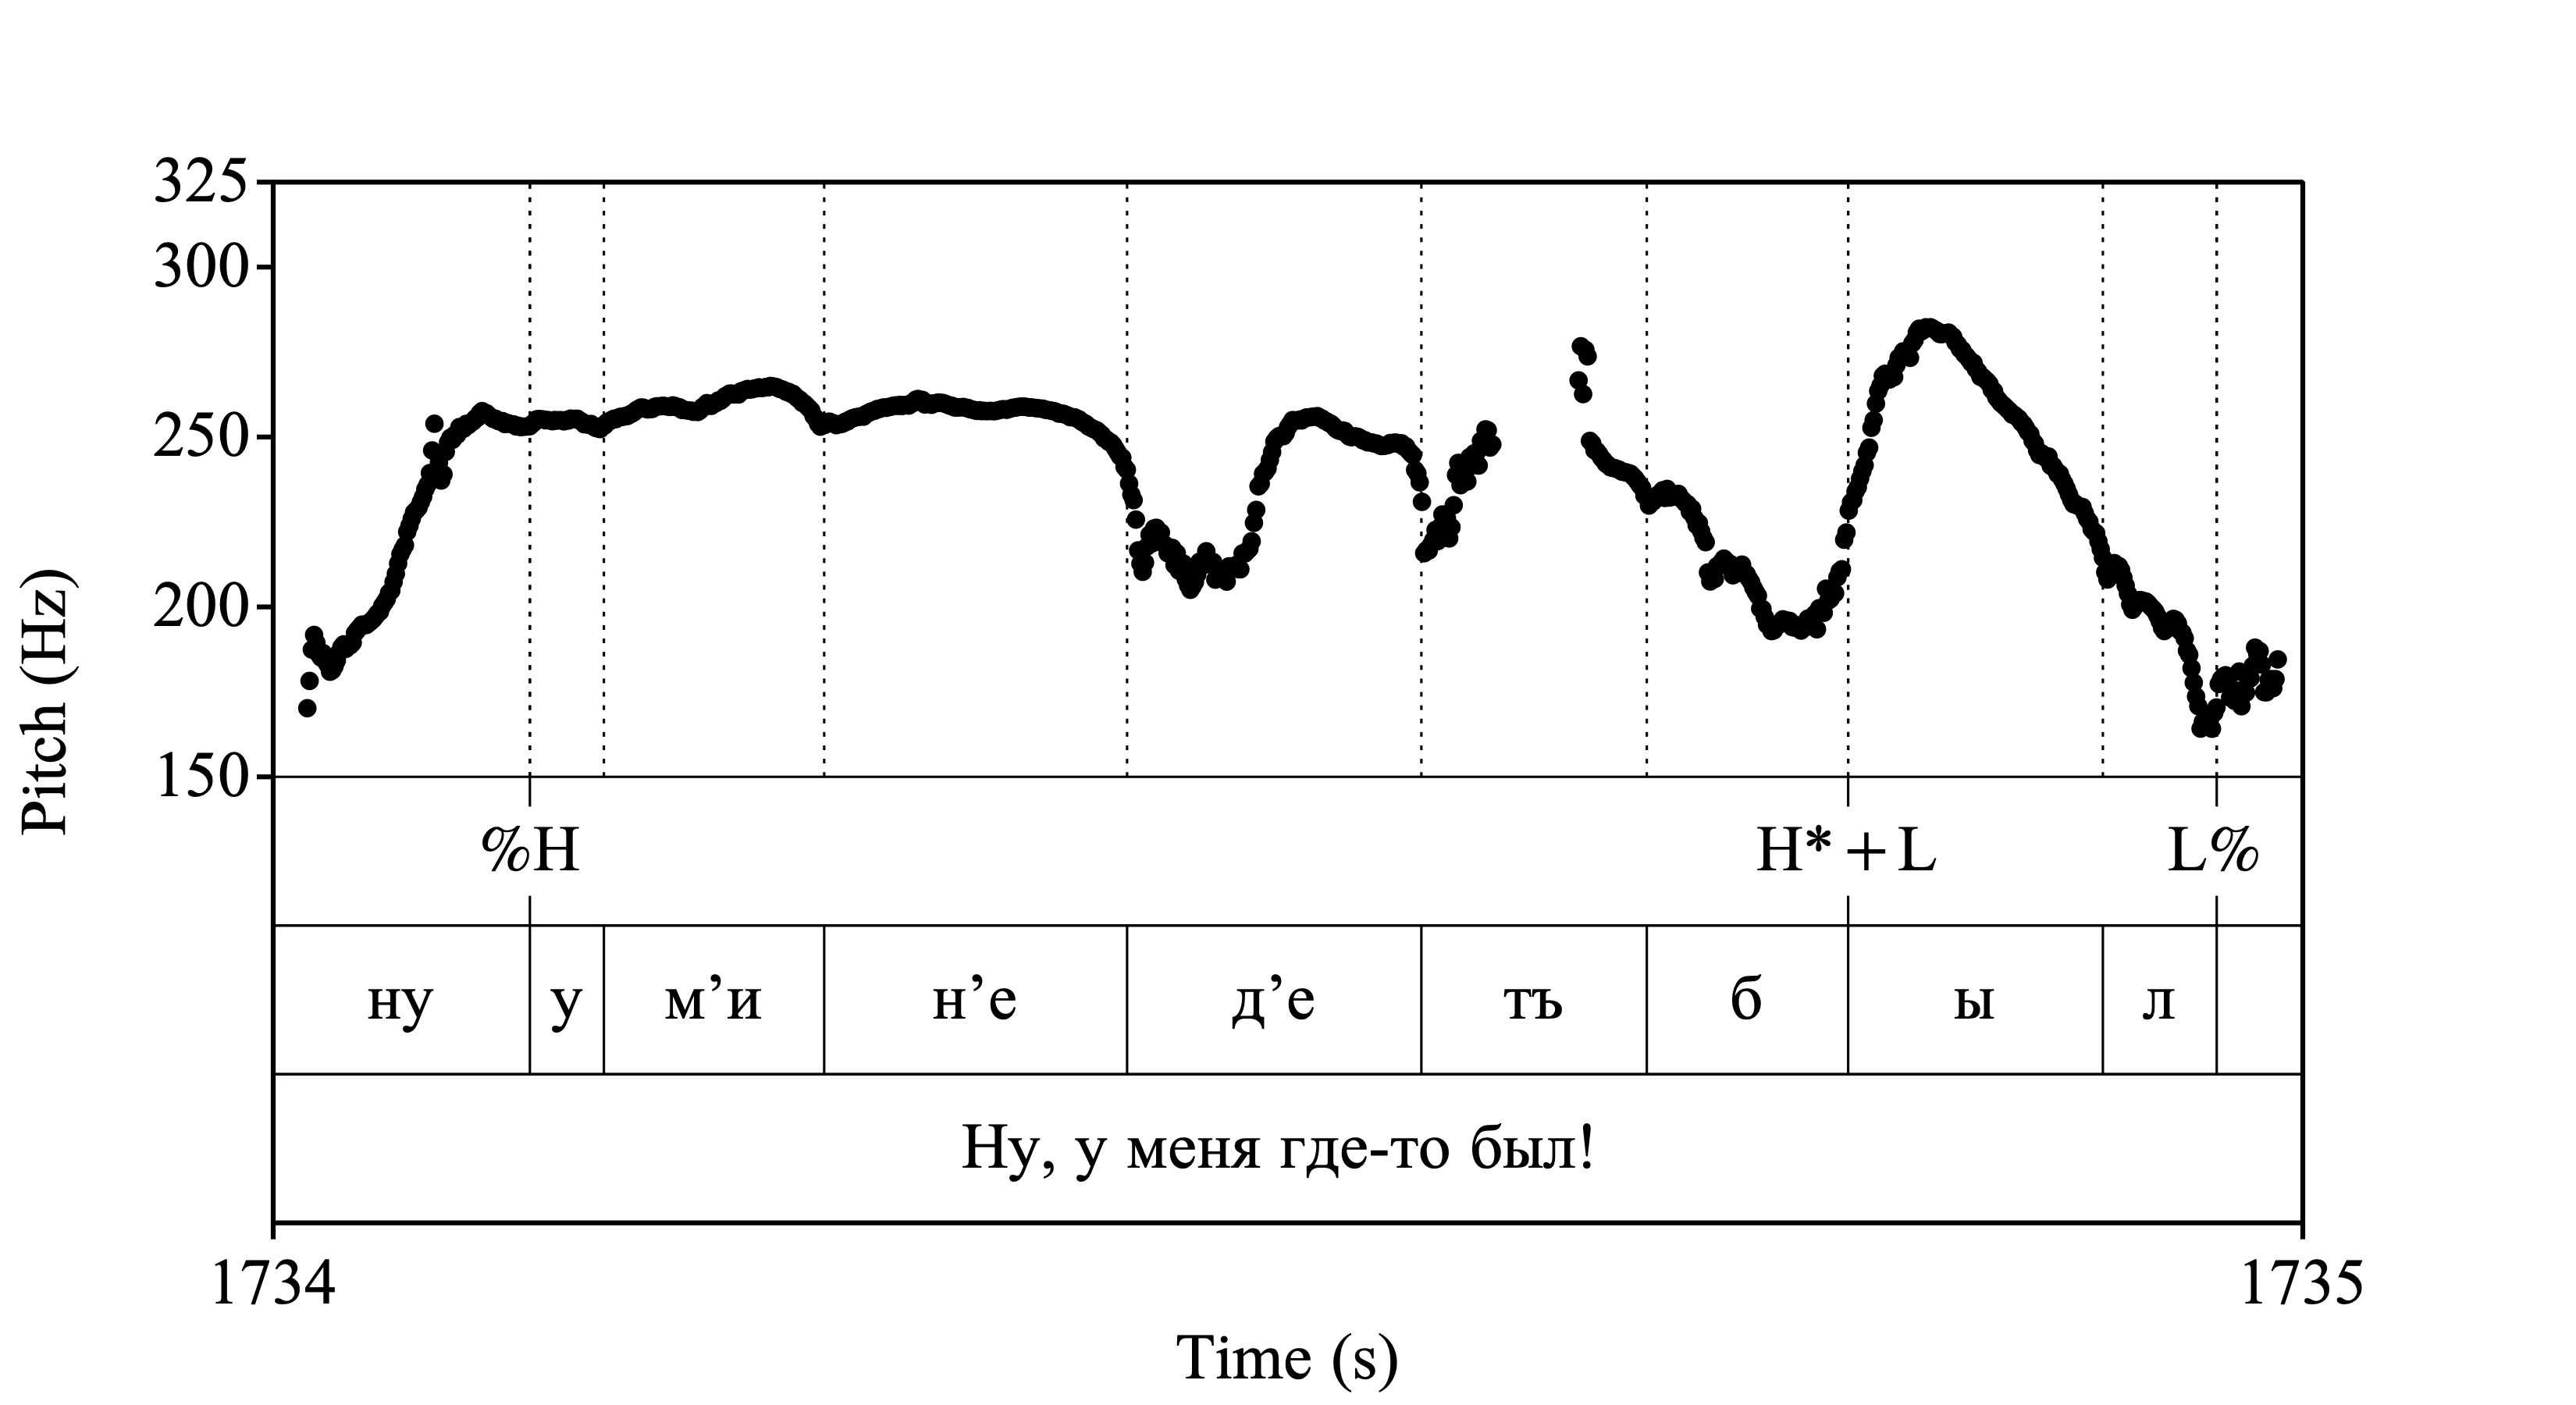 325
300
250
200
150
Pitch (Hz)
%H H*+L L%
ну у м’и н’е д’е тъ б ы л
Ну, у меня где-то был!
1734 1735
Time (s)